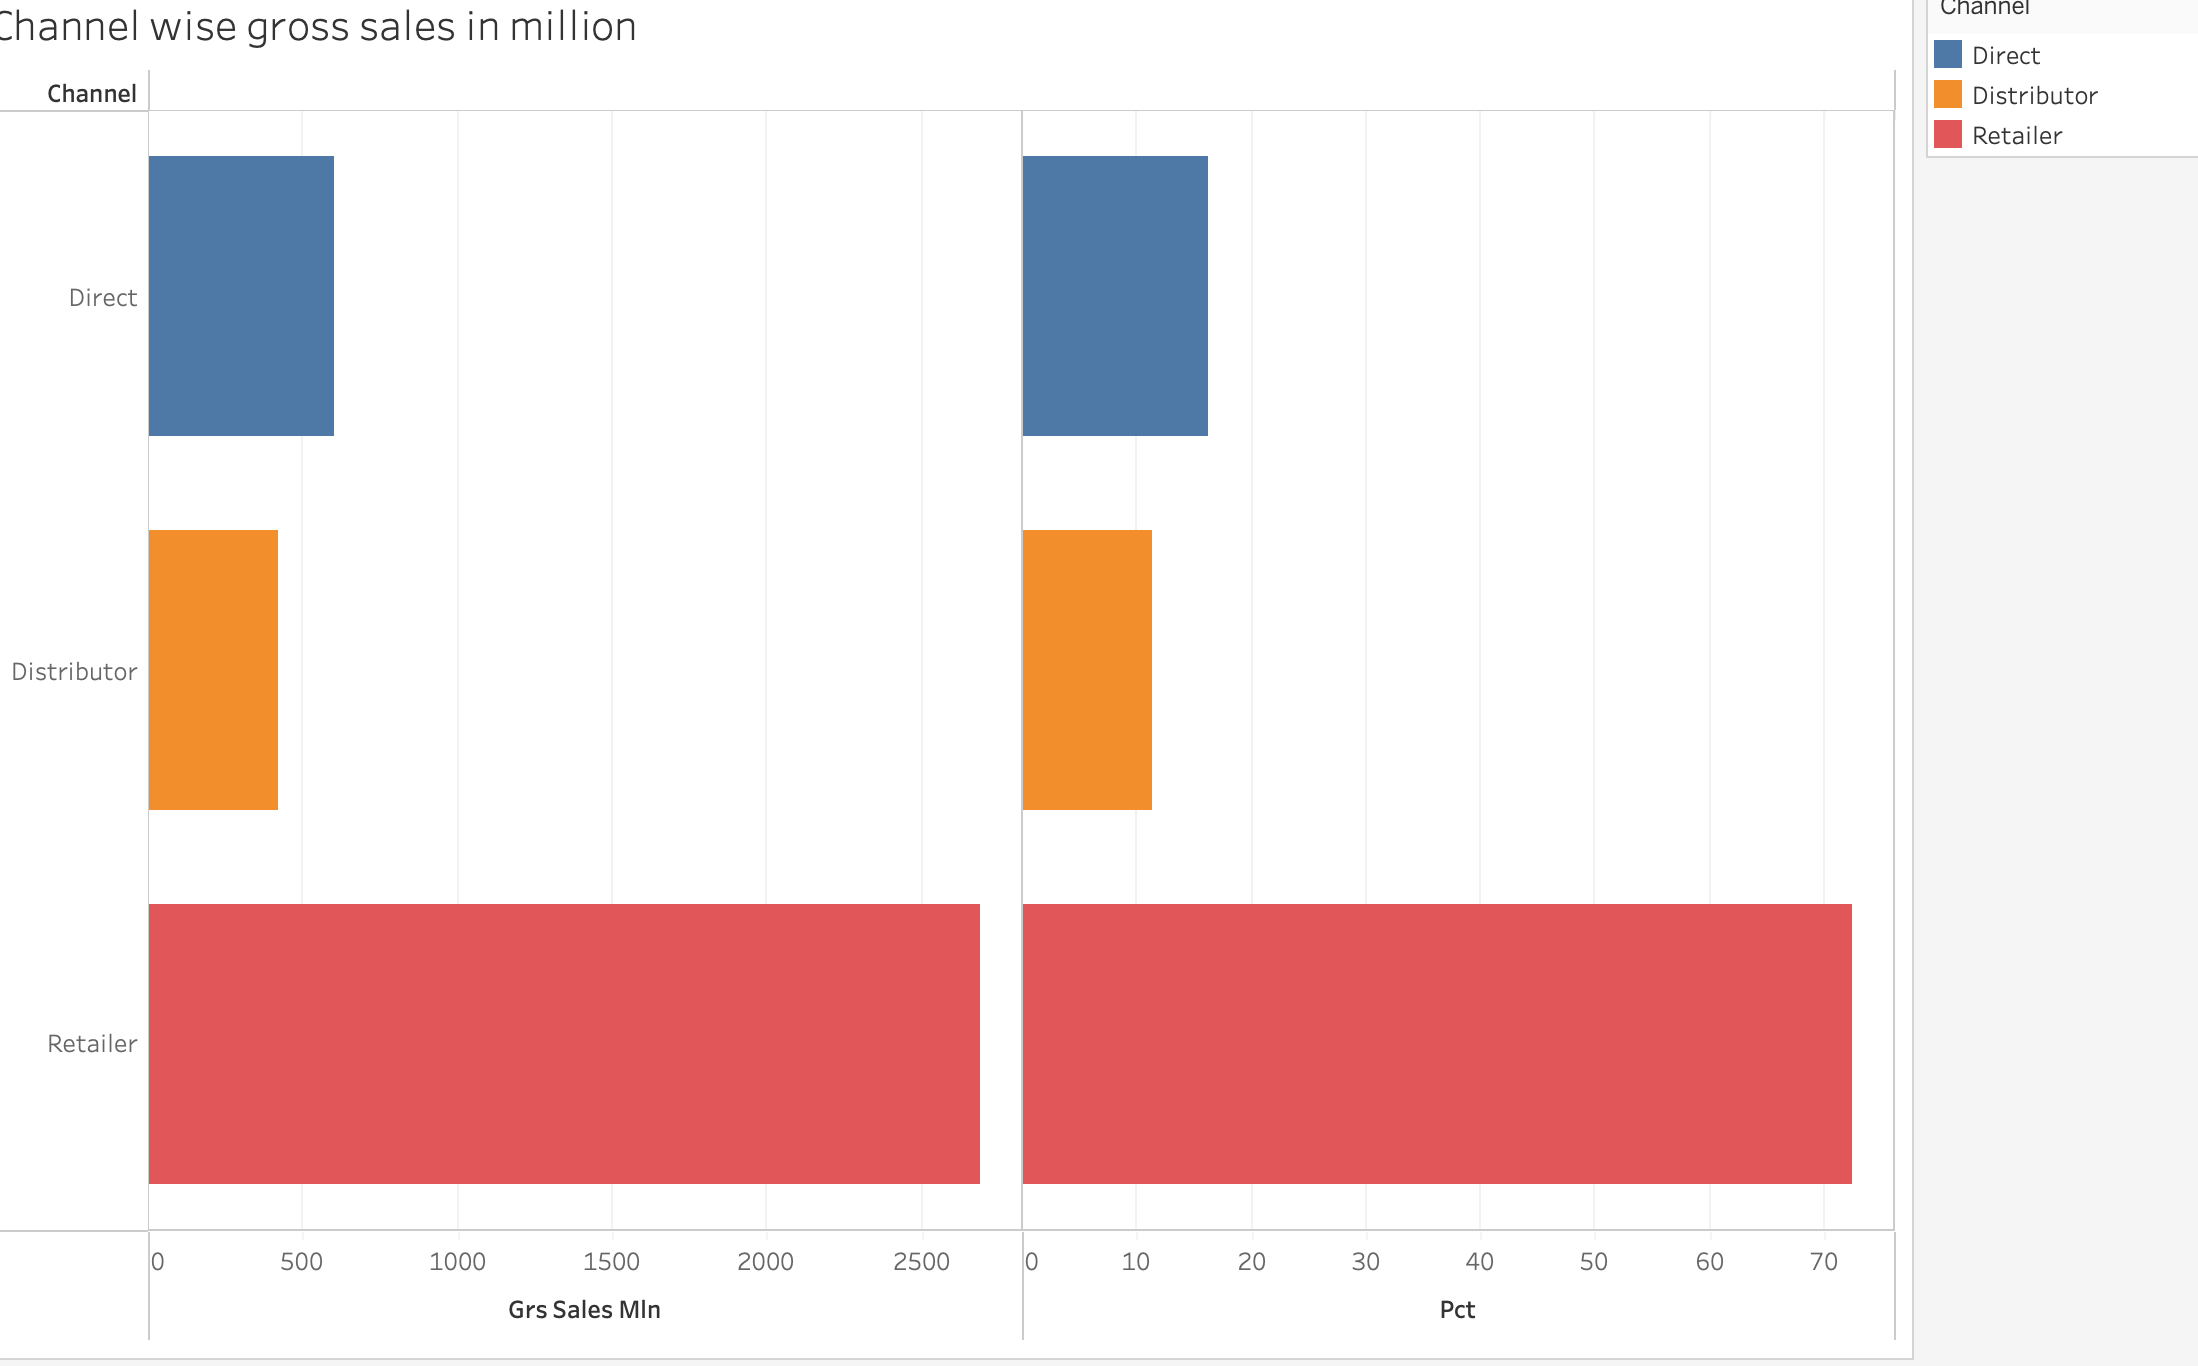 Channel wise gross sales in million
Channel
Direct
Distributor
Retailer
Channel
Direct
Distributor
Retailer
0 500 1000 1500 2000 2500 0 10 20 30 40 50 60 70
Grs Sales Mln Pct